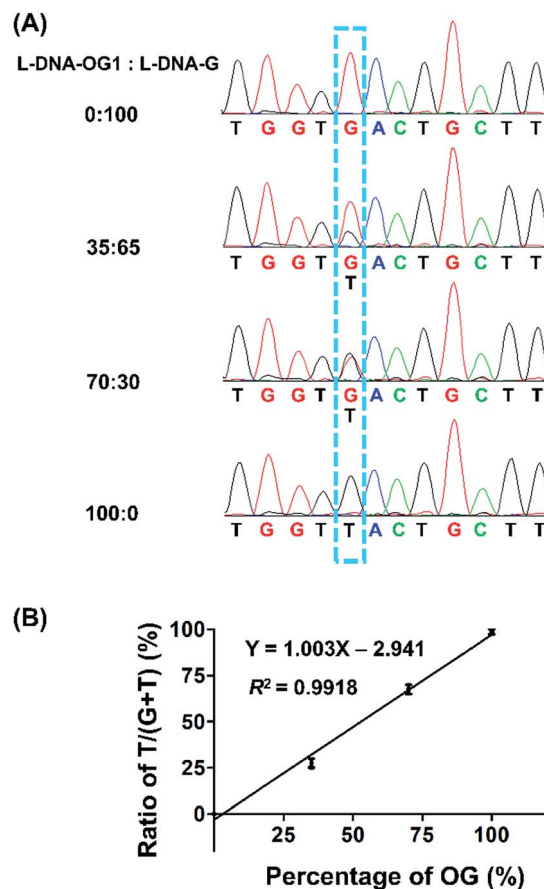 (A)
L-DNA-OG1 : L-DNA-G
0:100
T G G T G A C T G C T T
35:65
T G G T G A C T G C T T
T
70:30
T G G T G A C T G C T T
T
100:0
T G G T T A C T G C T T
(B)
Ratio of T/(G+T) (%)
100
75
50
25
0
Y = 1.003X – 2.941
R² = 0.9918
25 50 75 100
Percentage of OG (%)